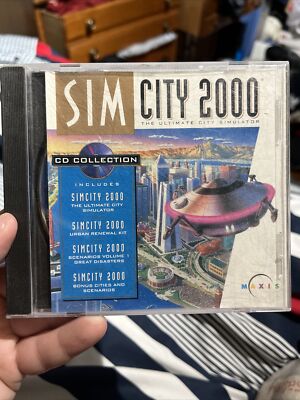 SIM CITY 2000™
THE ULTIMATE CITY SIMULATOR
CD COLLECTION
INCLUDES
SIMCITY 2000
THE ULTIMATE CITY
SIMULATOR
SIMCITY 2000
URBAN RENEWAL KIT
SIMCITY 2000
SCENARIOS VOLUME 1
GREAT DISASTERS
SIMCITY 2000
BONUS CITIES AND
SCENARIOS
MAXIS